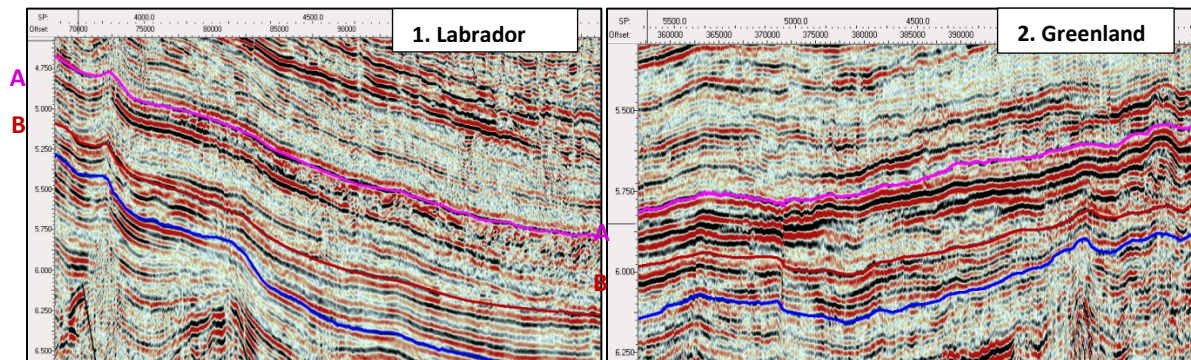 SP: 4000.0 4500.0
Offset: 70000 75000 80000 85000 90000
1. Labrador
4.750
5.000
5.250
5.500
5.750
6.000
6.250
6.500
A
B
SP: 5500.0 5000.0 4500.0
Offset: 360000 365000 370000 375000 380000 385000 390000
2. Greenland
5.500
5.750
6.000
6.250
A
B